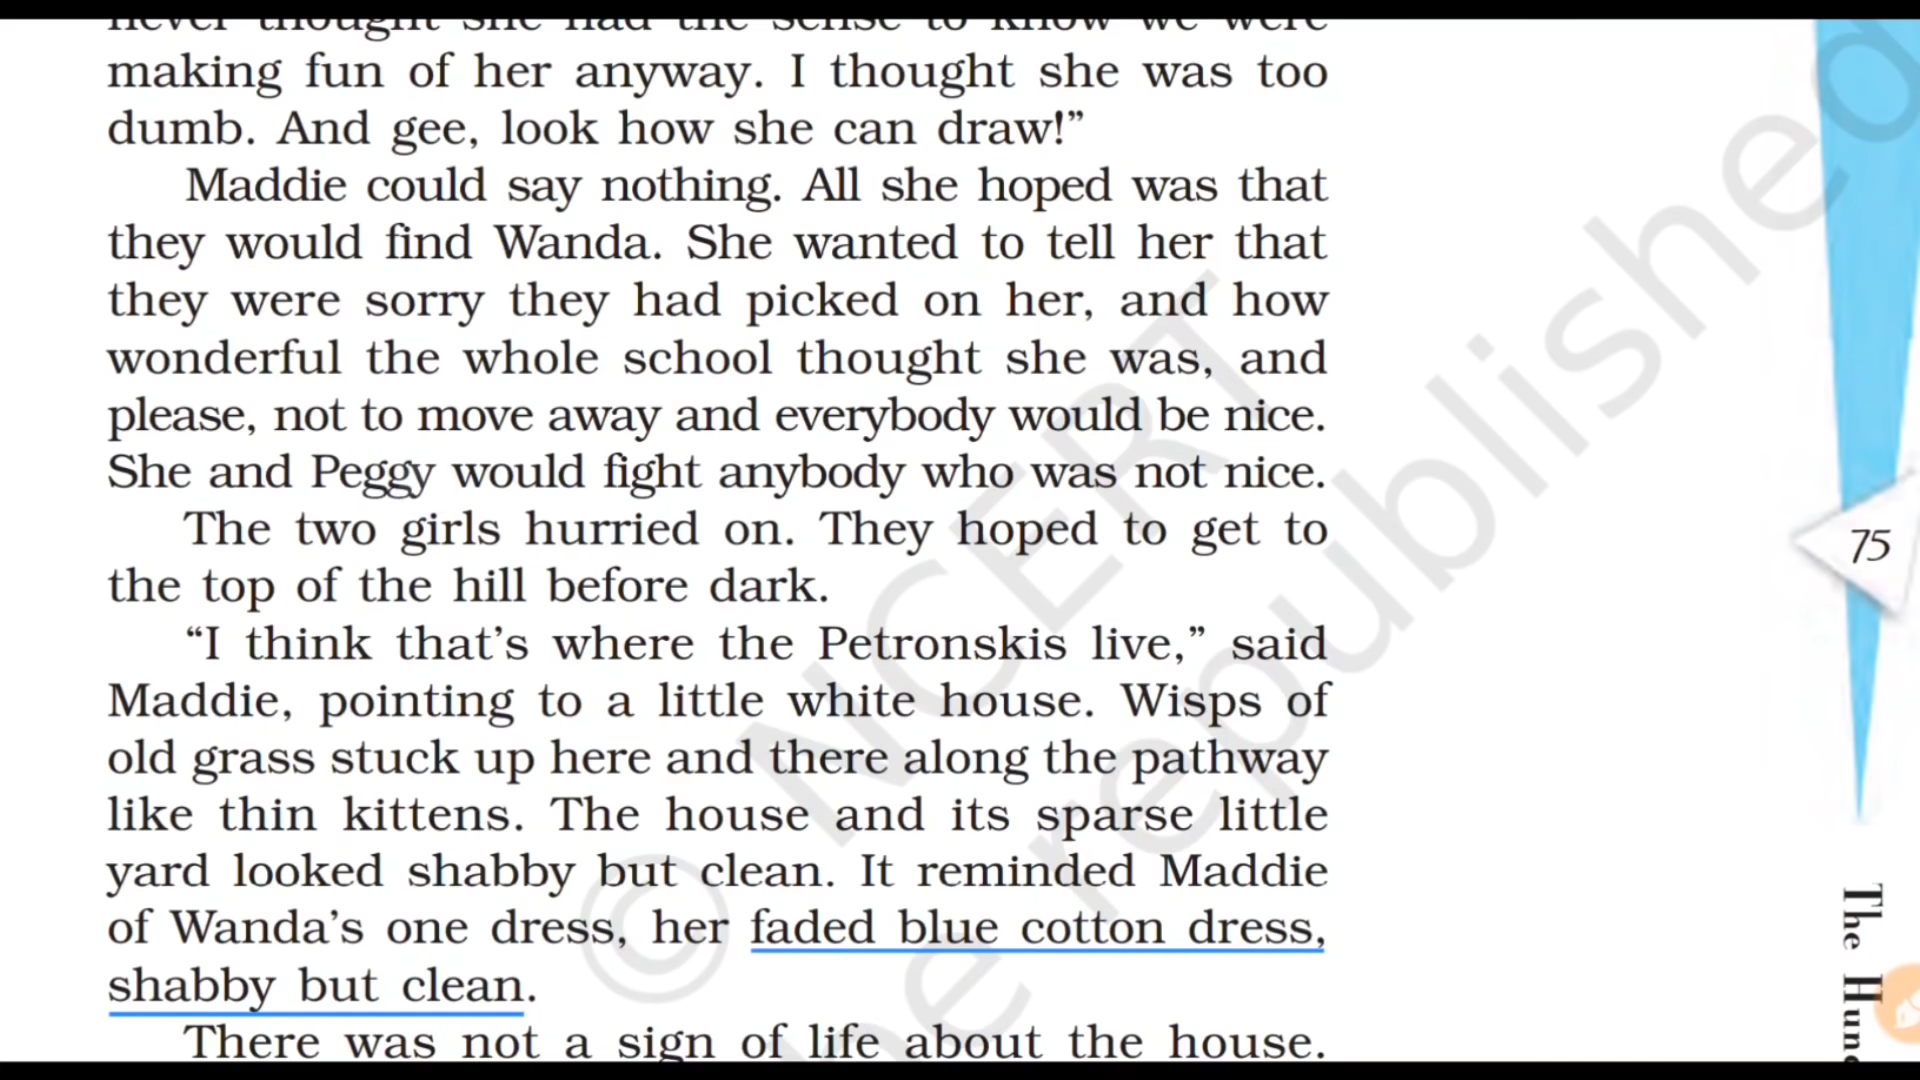 never thought she had the sense to know we were
making fun of her anyway. I thought she was too
dumb. And gee, look how she can draw!”
Maddie could say nothing. All she hoped was that
they would find Wanda. She wanted to tell her that
they were sorry they had picked on her, and how
wonderful the whole school thought she was, and
please, not to move away and everybody would be nice.
She and Peggy would fight anybody who was not nice.
The two girls hurried on. They hoped to get to
the top of the hill before dark.
“I think that’s where the Petronskis live,” said
Maddie, pointing to a little white house. Wisps of
old grass stuck up here and there along the pathway
like thin kittens. The house and its sparse little
yard looked shabby but clean. It reminded Maddie
of Wanda’s one dress, her faded blue cotton dress,
shabby but clean.
There was not a sign of life about the house.
75
The Hun
© NCERT
he republished